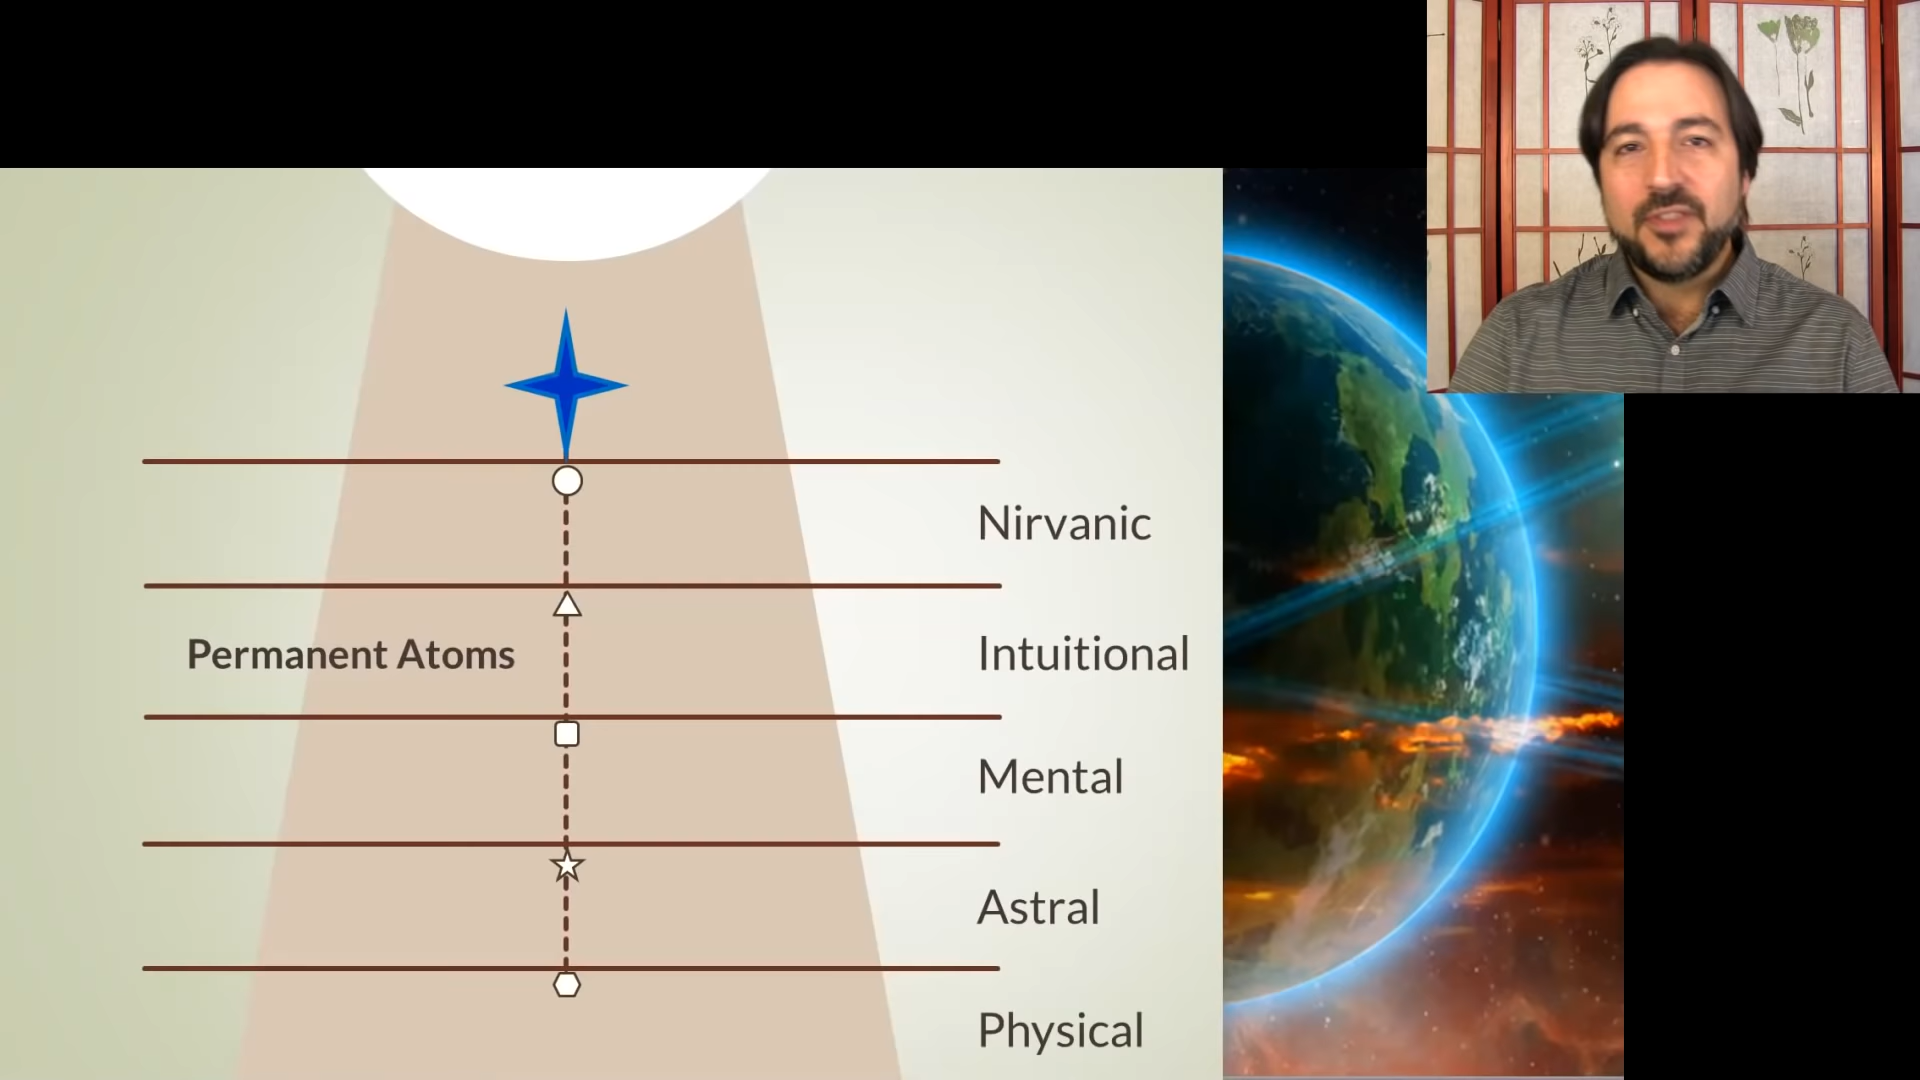 Nirvanic
Permanent Atoms
Intuitional
Mental
Astral
Physical